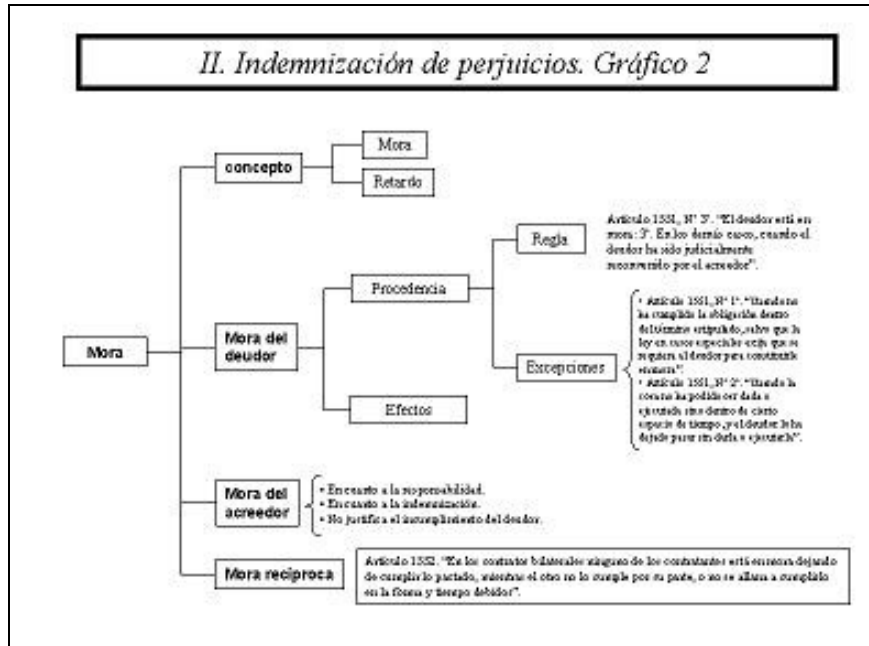 II. Indemnización de perjuicios. Gráfico 2
Mora
concepto
Mora
Retardo
Mora del
deudor
Procedencia
Regla
Artículo 1551, Nº 3º. "El deudor está en
mora: 3º. En los demás casos, cuando el
deudor ha sido judicialmente
reconvenido por el acreedor".
Excepciones
• Artículo 1551, Nº 1º. "Cuando no
ha cumplido la obligación dentro
del término estipulado, salvo que la
ley en casos especiales exija que se
requiera al deudor para constituirle
en mora".
• Artículo 1551, Nº 2º. "Cuando la
cosa no ha podido ser dada o
ejecutada sino dentro de cierto
espacio de tiempo, y el deudor lo ha
dejado pasar sin darla o ejecutarla".
Efectos
Mora del
acreedor
• En cuanto a la responsabilidad.
• En cuanto a la indemnización.
• No justifica el incumplimiento del deudor.
Mora recíproca
Artículo 1552. "En los contratos bilaterales ninguno de los contratantes está en mora dejando
de cumplir lo pactado, mientras el otro no lo cumple por su parte, o no se allana a cumplirlo
en la forma y tiempo debidos".